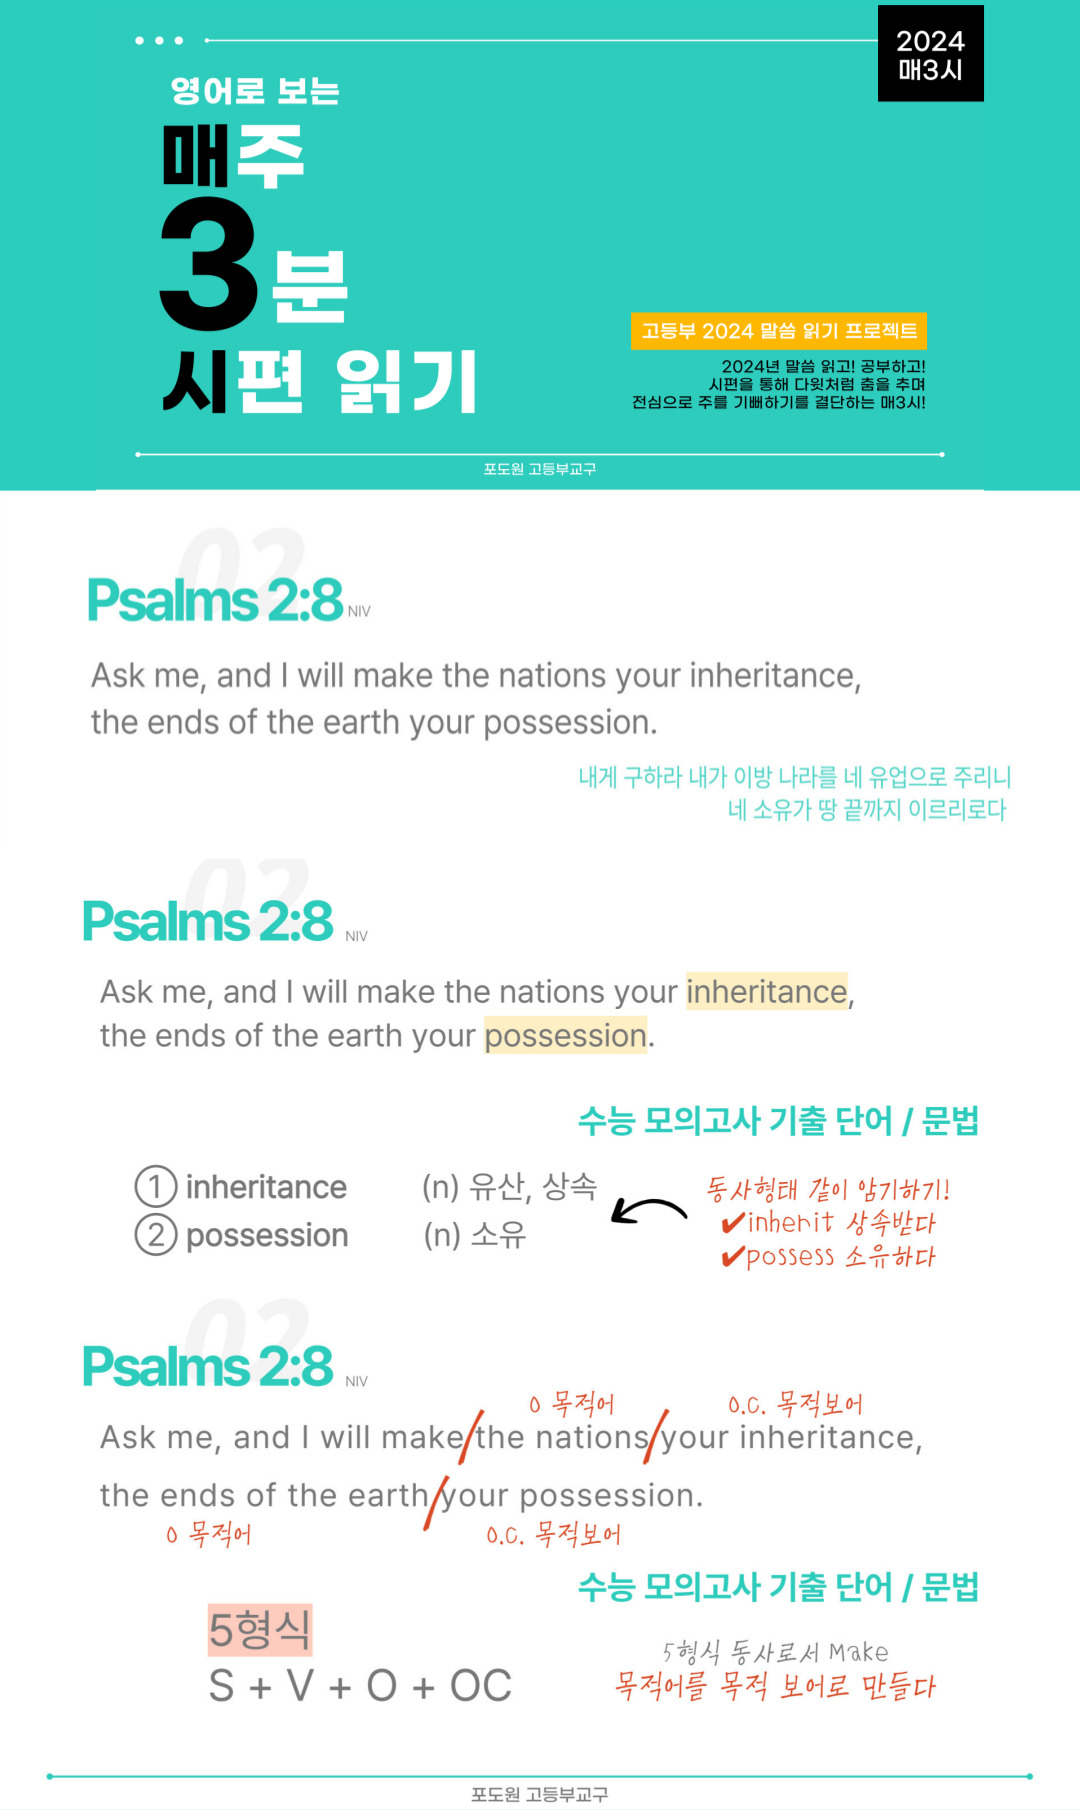 2024
매3시
영어로 보는
매주
3분
시편 읽기
고등부 2024 말씀 읽기 프로젝트
2024년 말씀 읽고! 공부하고!
시편을 통해 다윗처럼 춤을 추며
전심으로 주를 기뻐하기를 결단하는 매3시!
포도원 고등부교구
02
Psalms 2:8 NIV
Ask me, and I will make the nations your inheritance,
the ends of the earth your possession.
내게 구하라 내가 이방 나라를 네 유업으로 주리니
네 소유가 땅 끝까지 이르리로다
02
Psalms 2:8 NIV
Ask me, and I will make the nations your inheritance,
the ends of the earth your possession.
수능 모의고사 기출 단어 / 문법
① inheritance (n) 유산, 상속
② possession (n) 소유
동사형태 같이 암기하기!
✔inherit 상속받다
✔possess 소유하다
02
Psalms 2:8 NIV
O 목적어 O.C. 목적보어
Ask me, and I will make/the nations/your inheritance,
the ends of the earth/your possession.
O 목적어 O.C. 목적보어
수능 모의고사 기출 단어 / 문법
5형식
S + V + O + OC
5형식 동사로서 Make
목적어를 목적 보어로 만들다
포도원 고등부교구